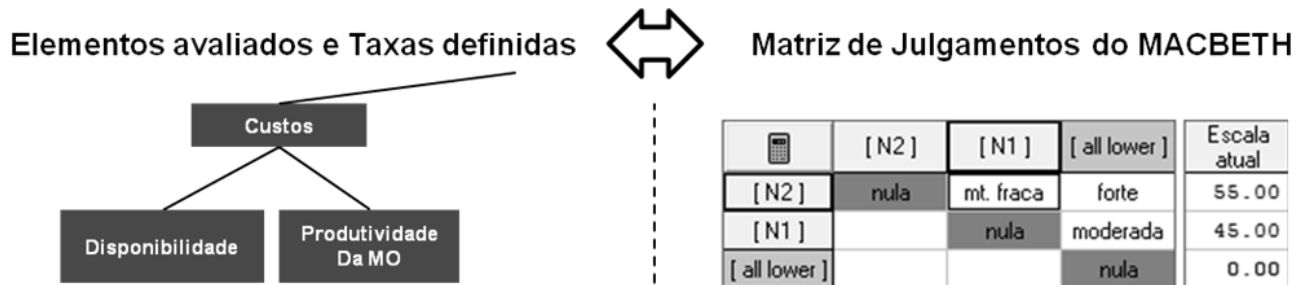 Elementos avaliados e Taxas definidas
Matriz de Julgamentos do MACBETH
Custos
Disponibilidade
Produtividade
Da MO
[ N2 ] [ N1 ] [ all lower ] Escala
atual
[ N2 ] nula mt. fraca forte 55.00
[ N1 ] nula moderada 45.00
[ all lower ] nula 0.00